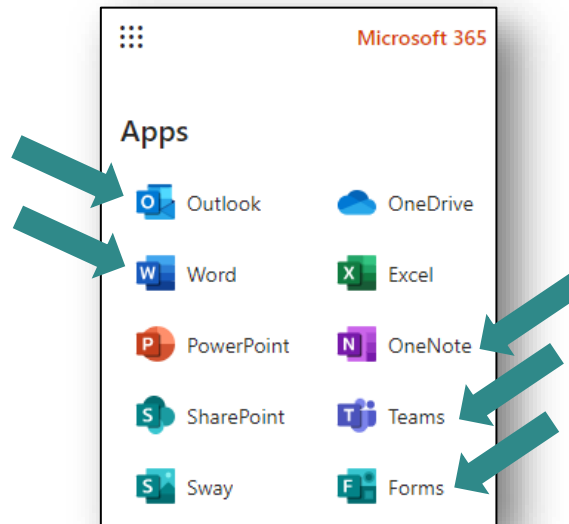 Microsoft 365
Apps
O Outlook OneDrive
W Word X Excel
P PowerPoint N OneNote
S SharePoint T Teams
S Sway F Forms